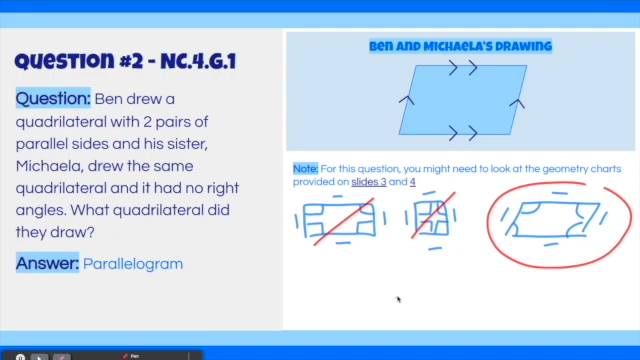 Question #2 - NC.4.G.1
Question: Ben drew a
quadrilateral with 2 pairs of
parallel sides and his sister,
Michaela, drew the same
quadrilateral and it had no right
angles. What quadrilateral did
they draw?
Answer: Parallelogram
Ben and Michaela's Drawing
Note: For this question, you might need to look at the geometry charts
provided on slides 3 and 4
Pen